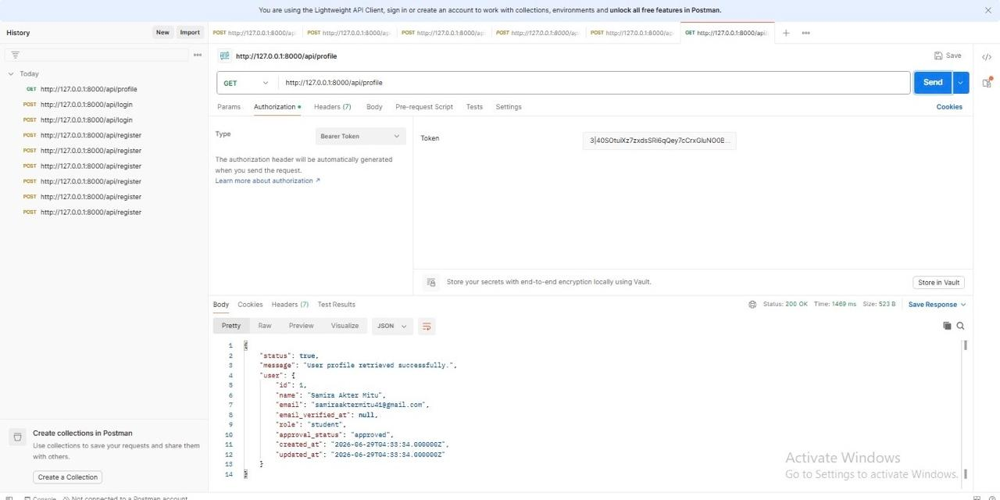 You are using the Lightweight API Client, sign in or create an account to work with collections, environments and unlock all free features in Postman.
History
New
Import
POST http://127.0.0.1:8000/api
POST http://127.0.0.1:8000/ap
POST http://127.0.0.1:8000/ap
POST http://127.0.0.1:8000/ap
POST http://127.0.0.1:8000/ap
GET http://127.0.0.1:8000/api
http://127.0.0.1:8000/api/profile
Save
Today
GET http://127.0.0.1:8000/api/profile
POST http://127.0.0.1:8000/api/login
POST http://127.0.0.1:8000/api/login
POST http://127.0.0.1:8000/api/register
POST http://127.0.0.1:8000/api/register
POST http://127.0.0.1:8000/api/register
POST http://127.0.0.1:8000/api/register
POST http://127.0.0.1:8000/api/register
POST http://127.0.0.1:8000/api/register
GET
http://127.0.0.1:8000/api/profile
Send
Params
Authorization
Headers (7)
Body
Pre-request Script
Tests
Settings
Cookies
Type
Bearer Token
The authorization header will be automatically generated
when you send the request.
Learn more about authorization ↗
Token
3|40SOtuiXz7zxdsSRi6qQey7cCrxGluNO0E...
Store your secrets with end-to-end encryption locally using Vault.
Store in Vault
Body
Cookies
Headers (7)
Test Results
Status: 200 OK
Time: 1469 ms
Size: 523 B
Save Response
Pretty
Raw
Preview
Visualize
JSON
1 {
2 "status": true,
3 "message": "User profile retrieved successfully.",
4 "user": {
5 "id": 1,
6 "name": "Samira Akter Mitu",
7 "email": "samiraaktermitu41@gmail.com",
8 "email_verified_at": null,
9 "role": "student",
10 "approval_status": "approved",
11 "created_at": "2026-06-29T04:33:34.000000Z",
12 "updated_at": "2026-06-29T04:33:34.000000Z"
13 }
14 }
Create collections in Postman
Use collections to save your requests and share them
with others.
Create a Collection
Activate Windows
Go to Settings to activate Windows.
Console
Not connected to a Postman account